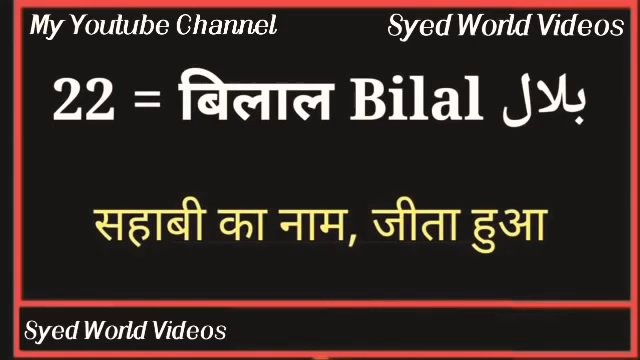 My Youtube Channel Syed World Videos
22 = बिलाल Bilal بلال
सहाबी का नाम, जीता हुआ
Syed World Videos